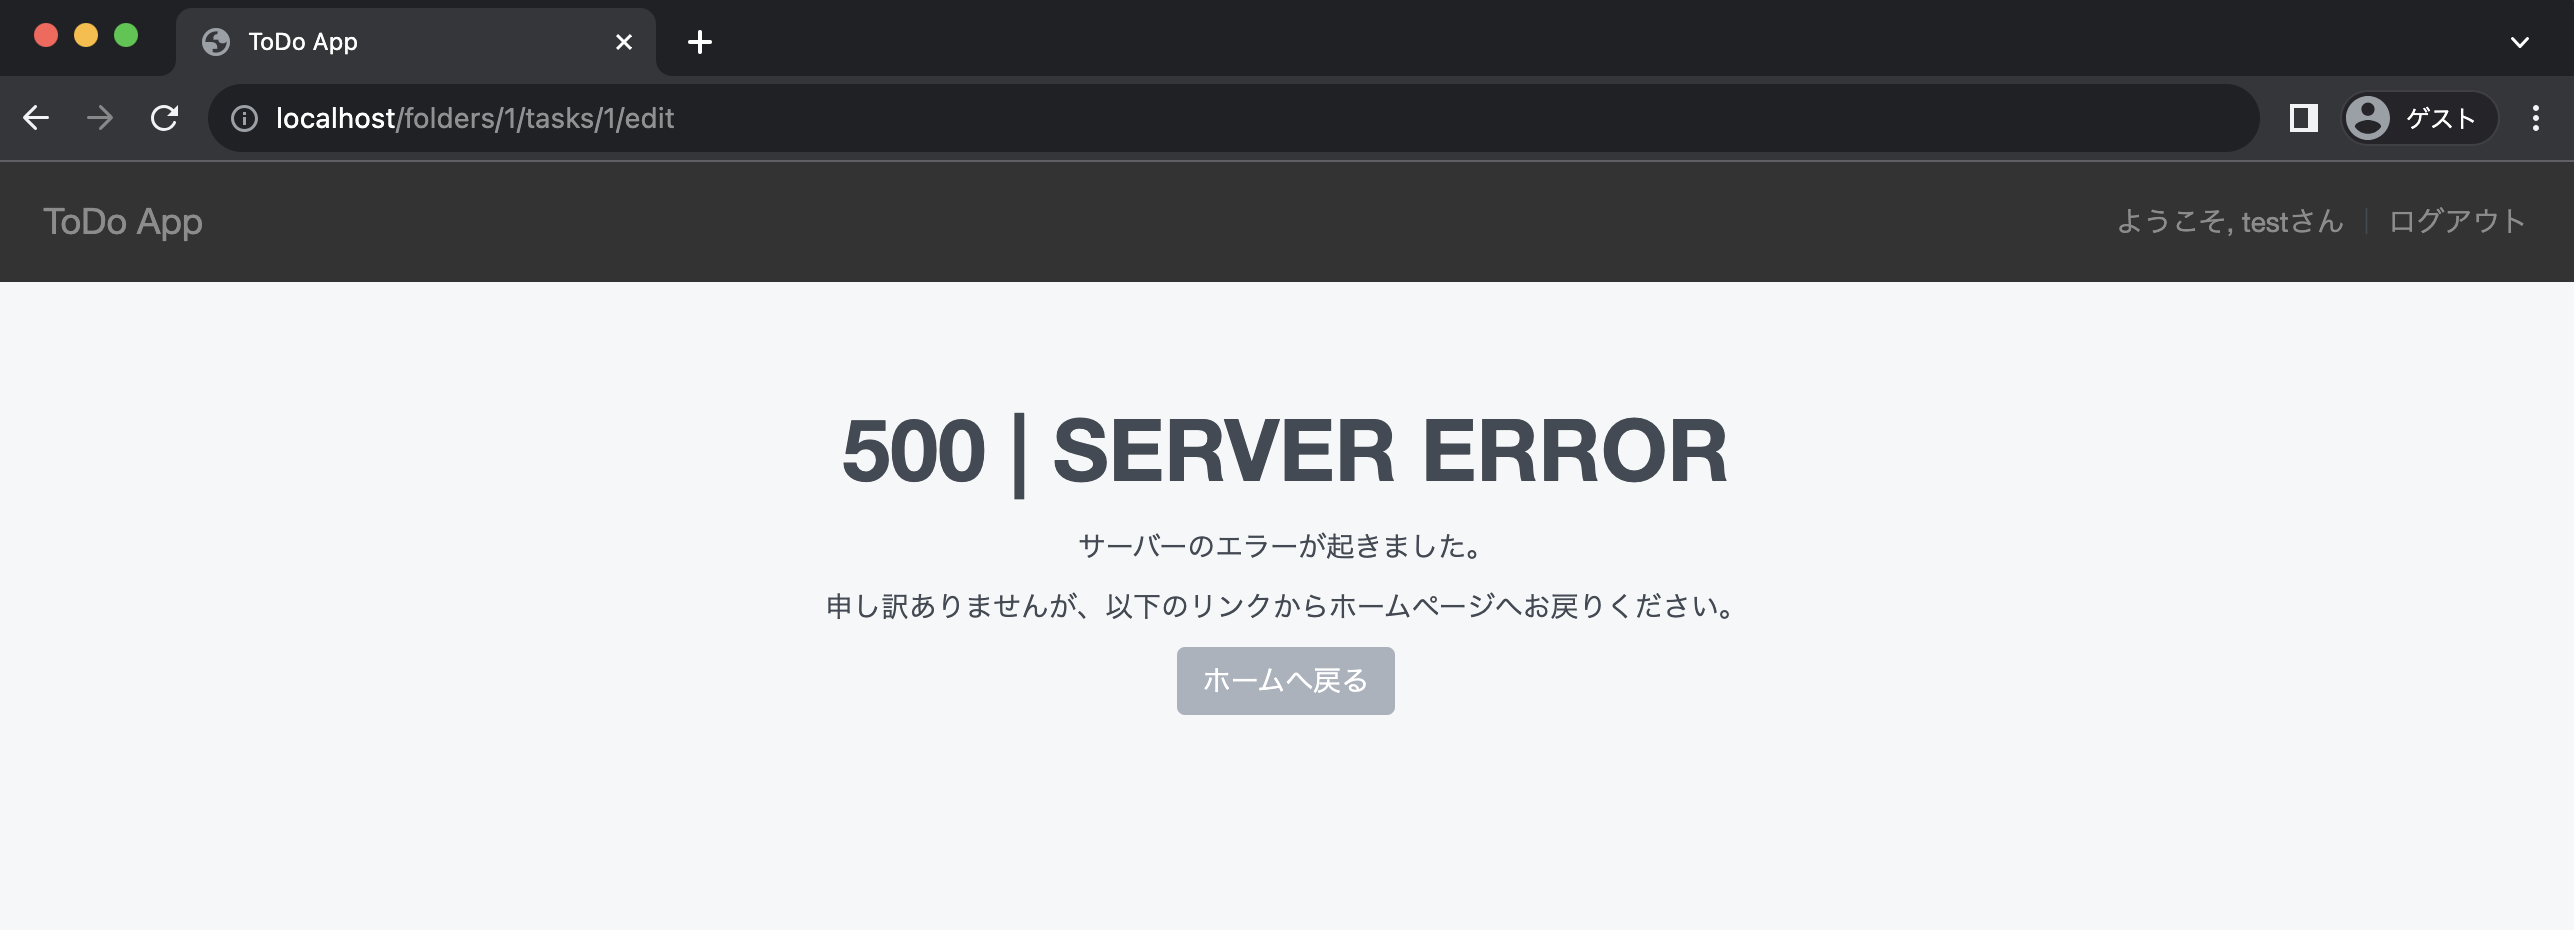 ToDo App
localhost/folders/1/tasks/1/edit
ゲスト
ToDo App
ようこそ, testさん
ログアウト
500 | SERVER ERROR
サーバーのエラーが起きました。
申し訳ありませんが、以下のリンクからホームページへお戻りください。
ホームへ戻る